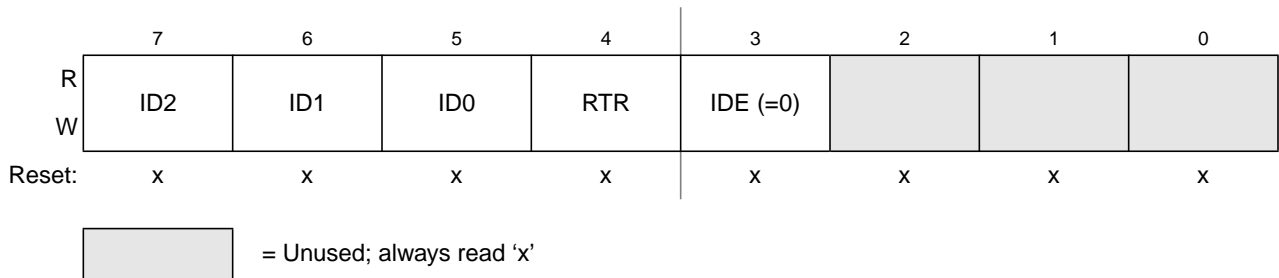 7 6 5 4 3 2 1 0
R
ID2 ID1 ID0 RTR IDE (=0)
W
Reset: x x x x x x x x
= Unused; always read ‘x’